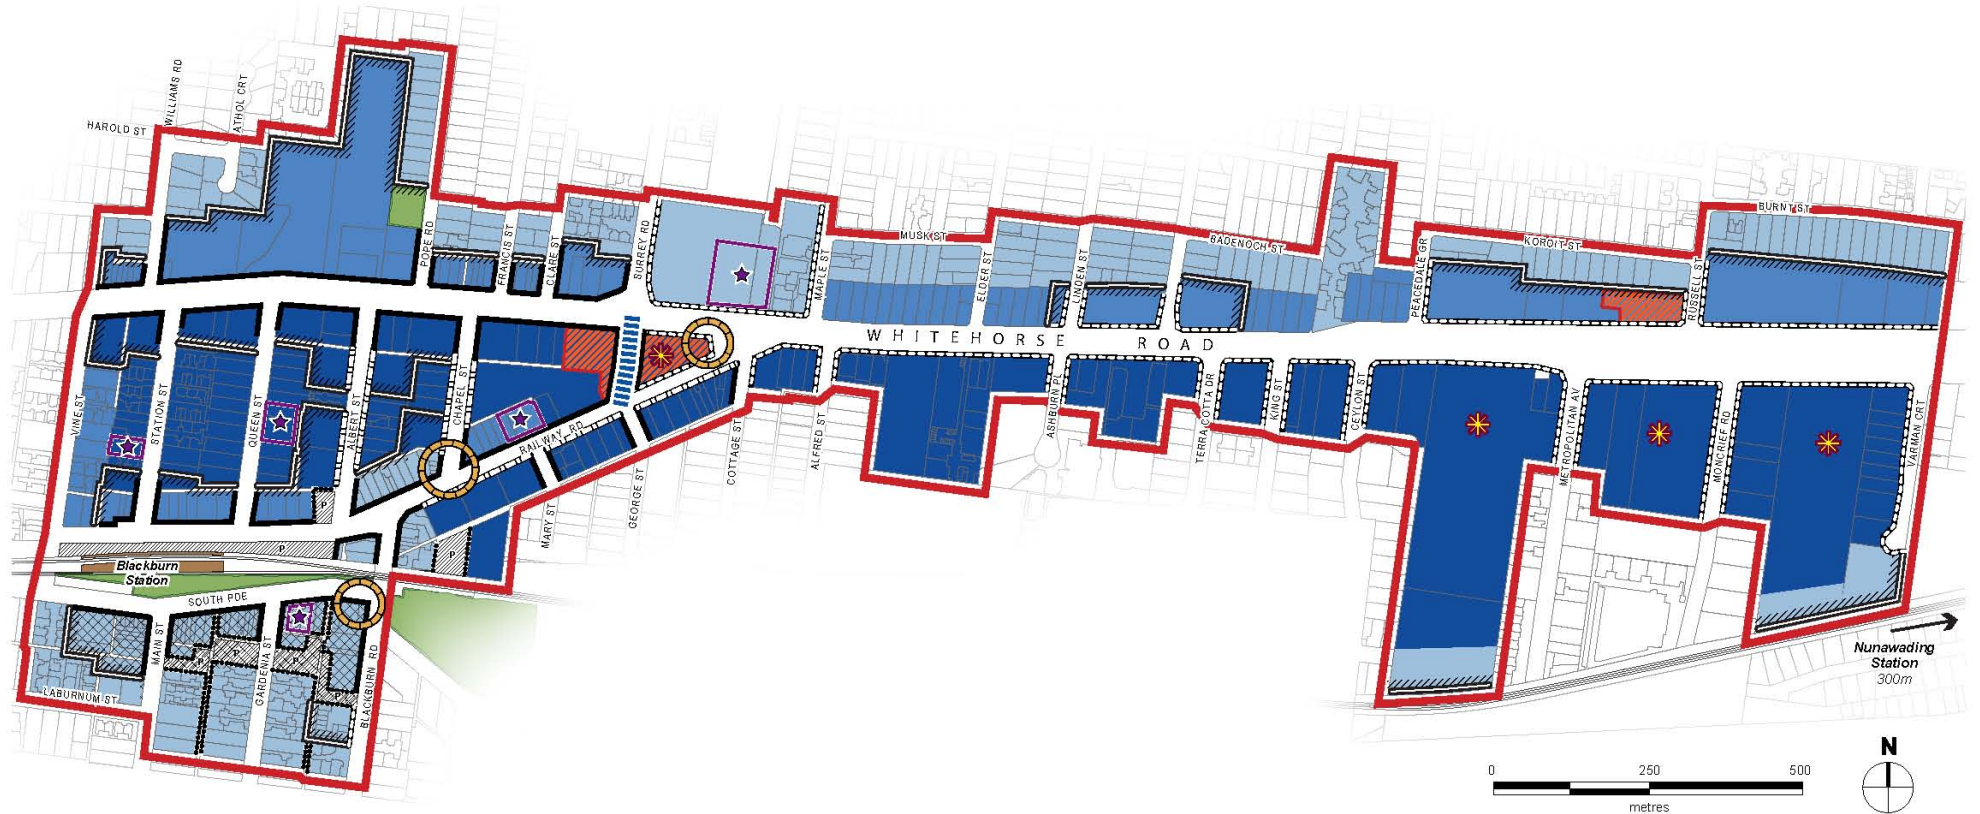 WILLIAMS RD
ATHOL CRT
HAROLD ST
POPE RD
FRANCIS ST
CLARE ST
SURREY RD
MAPLE ST
MUSK ST
ELDER ST
LINDEN ST
BADENOCH ST
PEACEDALE GR
KOROIT ST
RUSSELL ST
BURNT ST
WHITEHORSE ROAD
VINE ST
STATION ST
QUEEN ST
ALBERT ST
CHAPEL ST
RAILWAY RD
MARY ST
GEORGE ST
COTTAGE ST
ALFRED ST
ASHBURN PL
TERRA COTTA DR
KING ST
CEYLON ST
METROPOLITAN AV
MONCRIEF RD
VARMAN CRT
P
P
P
Blackburn
Station
SOUTH PDE
MAIN ST
GARDENIA ST
BLACKBURN RD
LABURNUM ST
P
P
P
P
Nunawading
Station
300m
N
0 250 500
metres